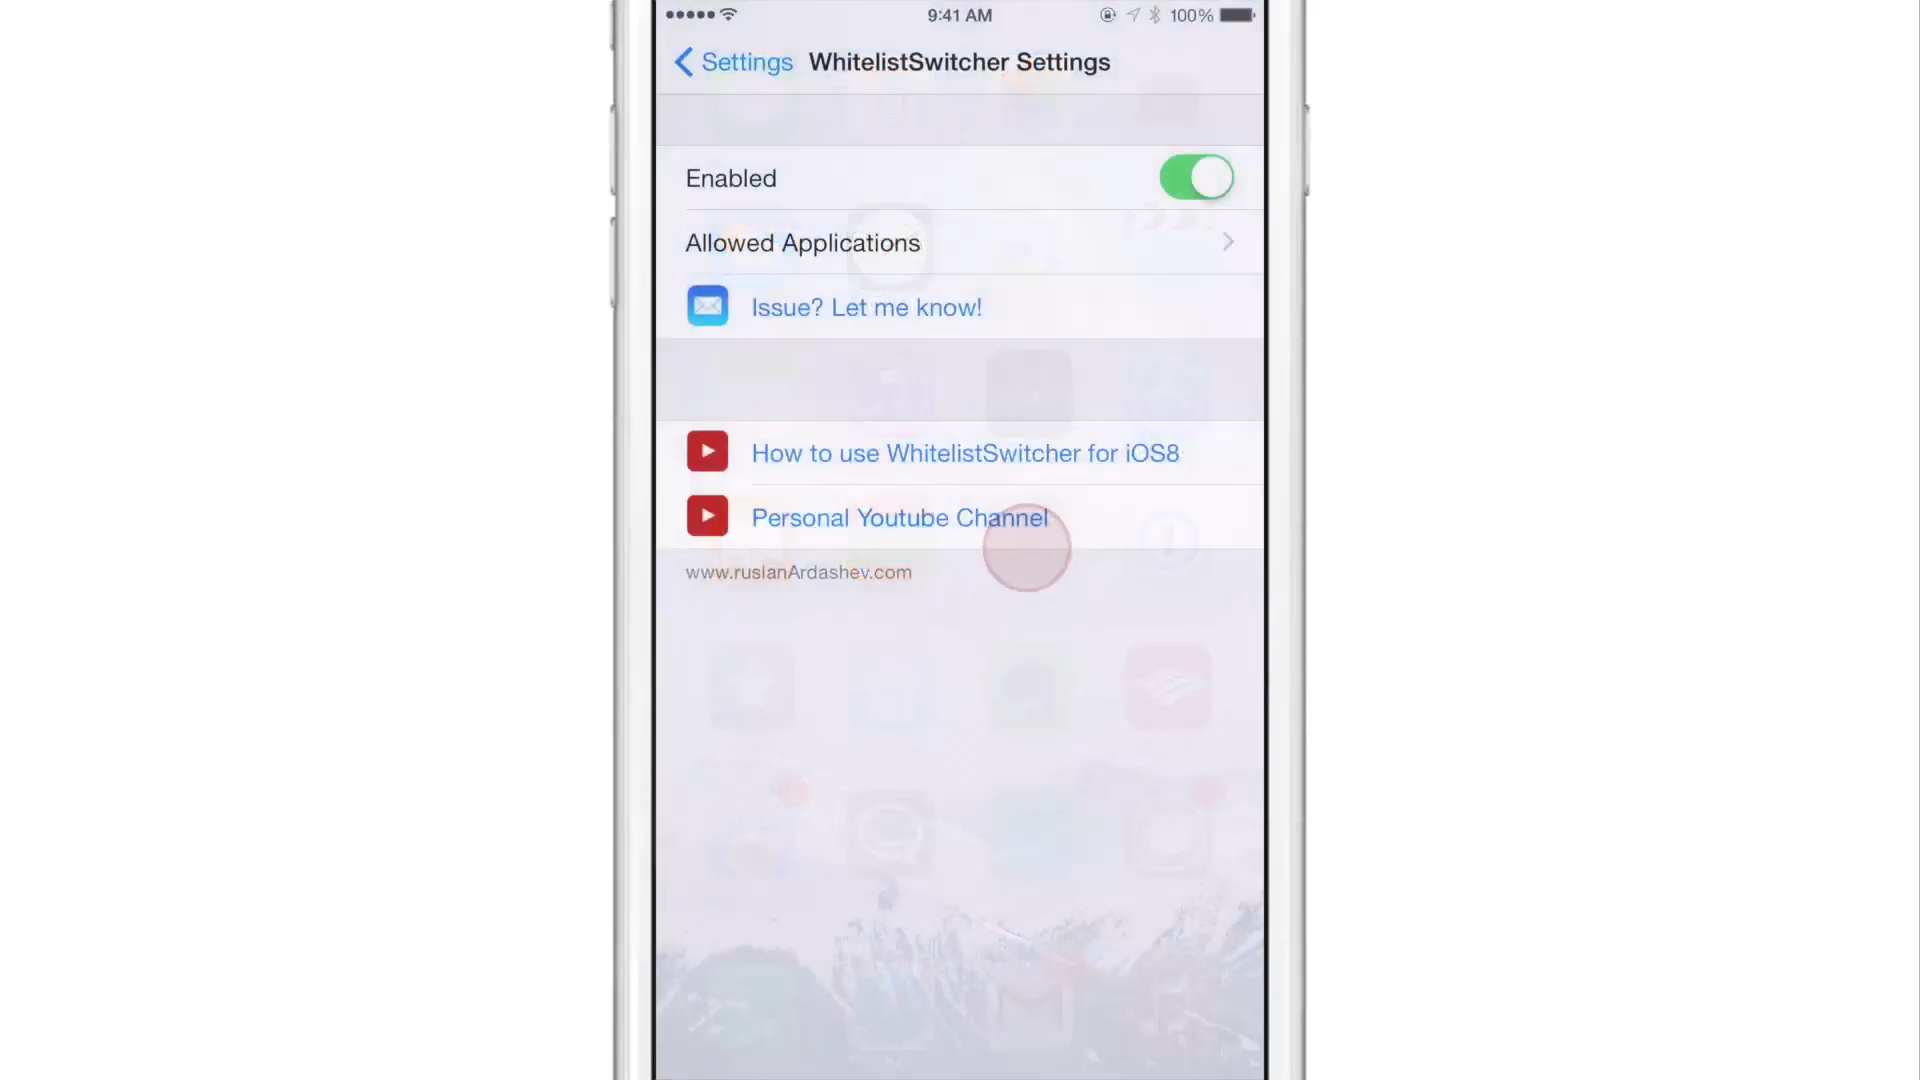 9:41 AM
100%
Settings
WhitelistSwitcher Settings
Enabled
Allowed Applications
Issue? Let me know!
How to use WhitelistSwitcher for iOS8
Personal Youtube Channel
www.ruslanArdashev.com